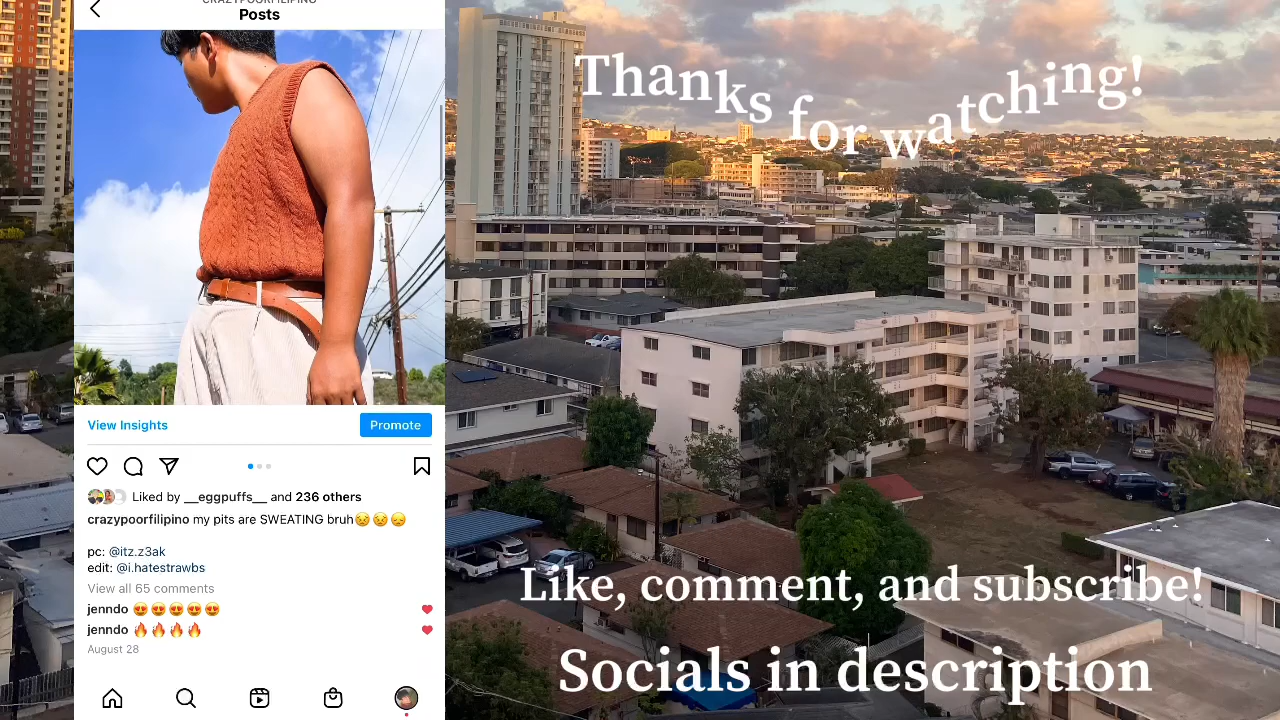 CRAZYPOORFILIPINO
Posts
View Insights
Promote
Liked by __eggpuffs__ and 236 others
crazypoorfilipino my pits are SWEATING bruh😣😣😞
pc: @itz.z3ak
edit: @i.hatestrawbs
View all 65 comments
jenndo 😍😍😍😍😍
jenndo 🔥🔥🔥🔥
August 28
Thanks for watching!
Like, comment, and subscribe!
Socials in description